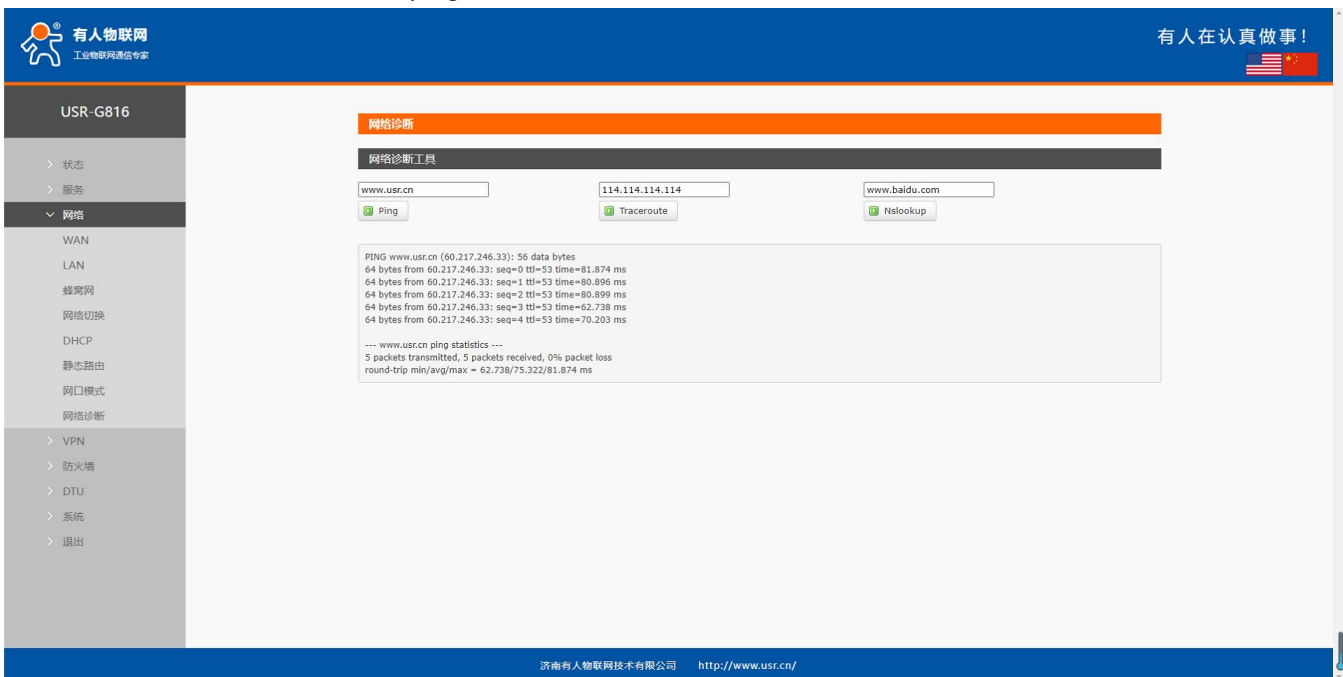 有人物联网
工业物联网通信专家
有人在认真做事!
USR-G816
状态
服务
网络
WAN
LAN
蜂窝网
网络切换
DHCP
静态路由
网口模式
网络诊断
VPN
防火墙
DTU
系统
退出
网络诊断
网络诊断工具
www.usr.cn 114.114.114.114 www.baidu.com
Ping Traceroute Nslookup
PING www.usr.cn (60.217.246.33): 56 data bytes
64 bytes from 60.217.246.33: seq=0 ttl=53 time=81.874 ms
64 bytes from 60.217.246.33: seq=1 ttl=53 time=80.896 ms
64 bytes from 60.217.246.33: seq=2 ttl=53 time=80.899 ms
64 bytes from 60.217.246.33: seq=3 ttl=53 time=62.738 ms
64 bytes from 60.217.246.33: seq=4 ttl=53 time=70.203 ms
--- www.usr.cn ping statistics ---
5 packets transmitted, 5 packets received, 0% packet loss
round-trip min/avg/max = 62.738/75.322/81.874 ms
济南有人物联网技术有限公司 http://www.usr.cn/